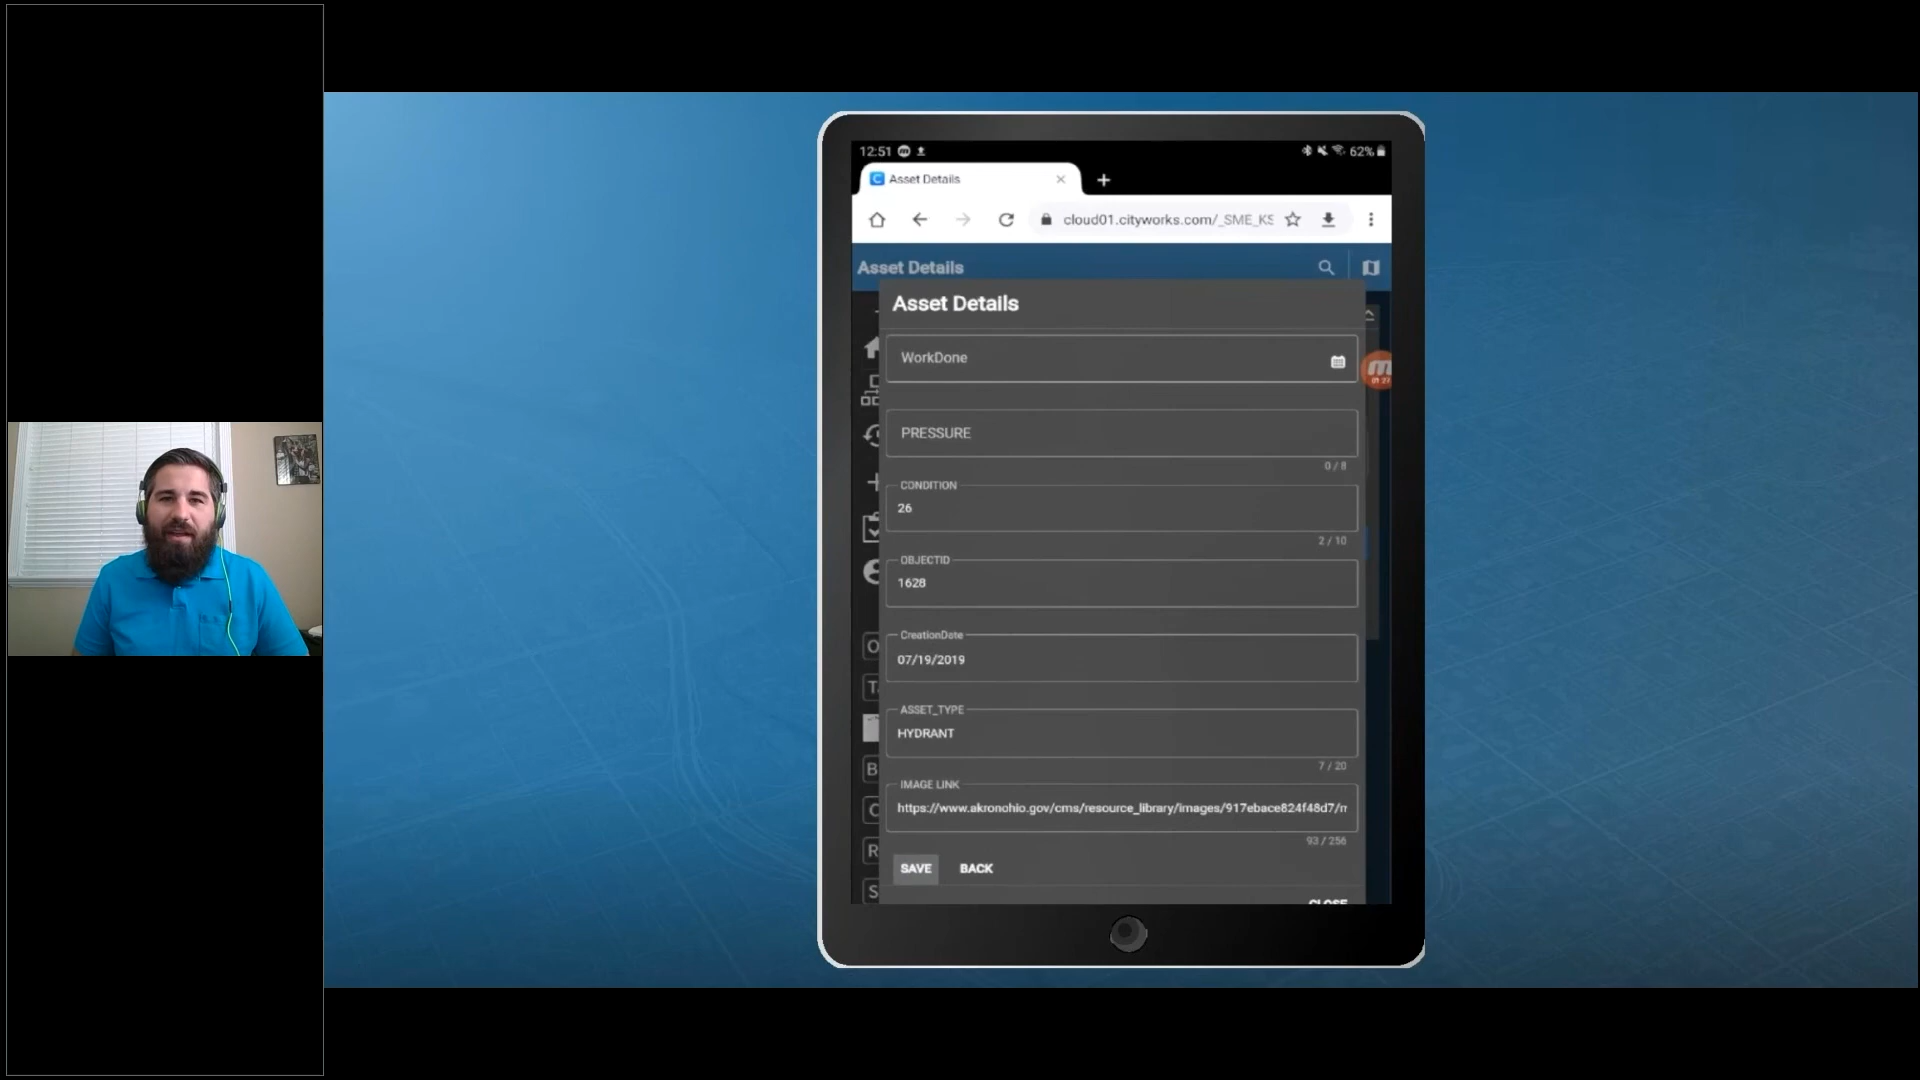 12:51
62%
Asset Details
cloud01.cityworks.com/_SME_KS
Asset Details
Asset Details
WorkDone
PRESSURE
0 / 8
CONDITION
26
2 / 10
OBJECTID
1628
CreationDate
07/19/2019
ASSET_TYPE
HYDRANT
7 / 20
IMAGE LINK
https://www.akronohio.gov/cms/resource_library/images/917ebace824f48d7/
93 / 256
SAVE BACK
CLOSE